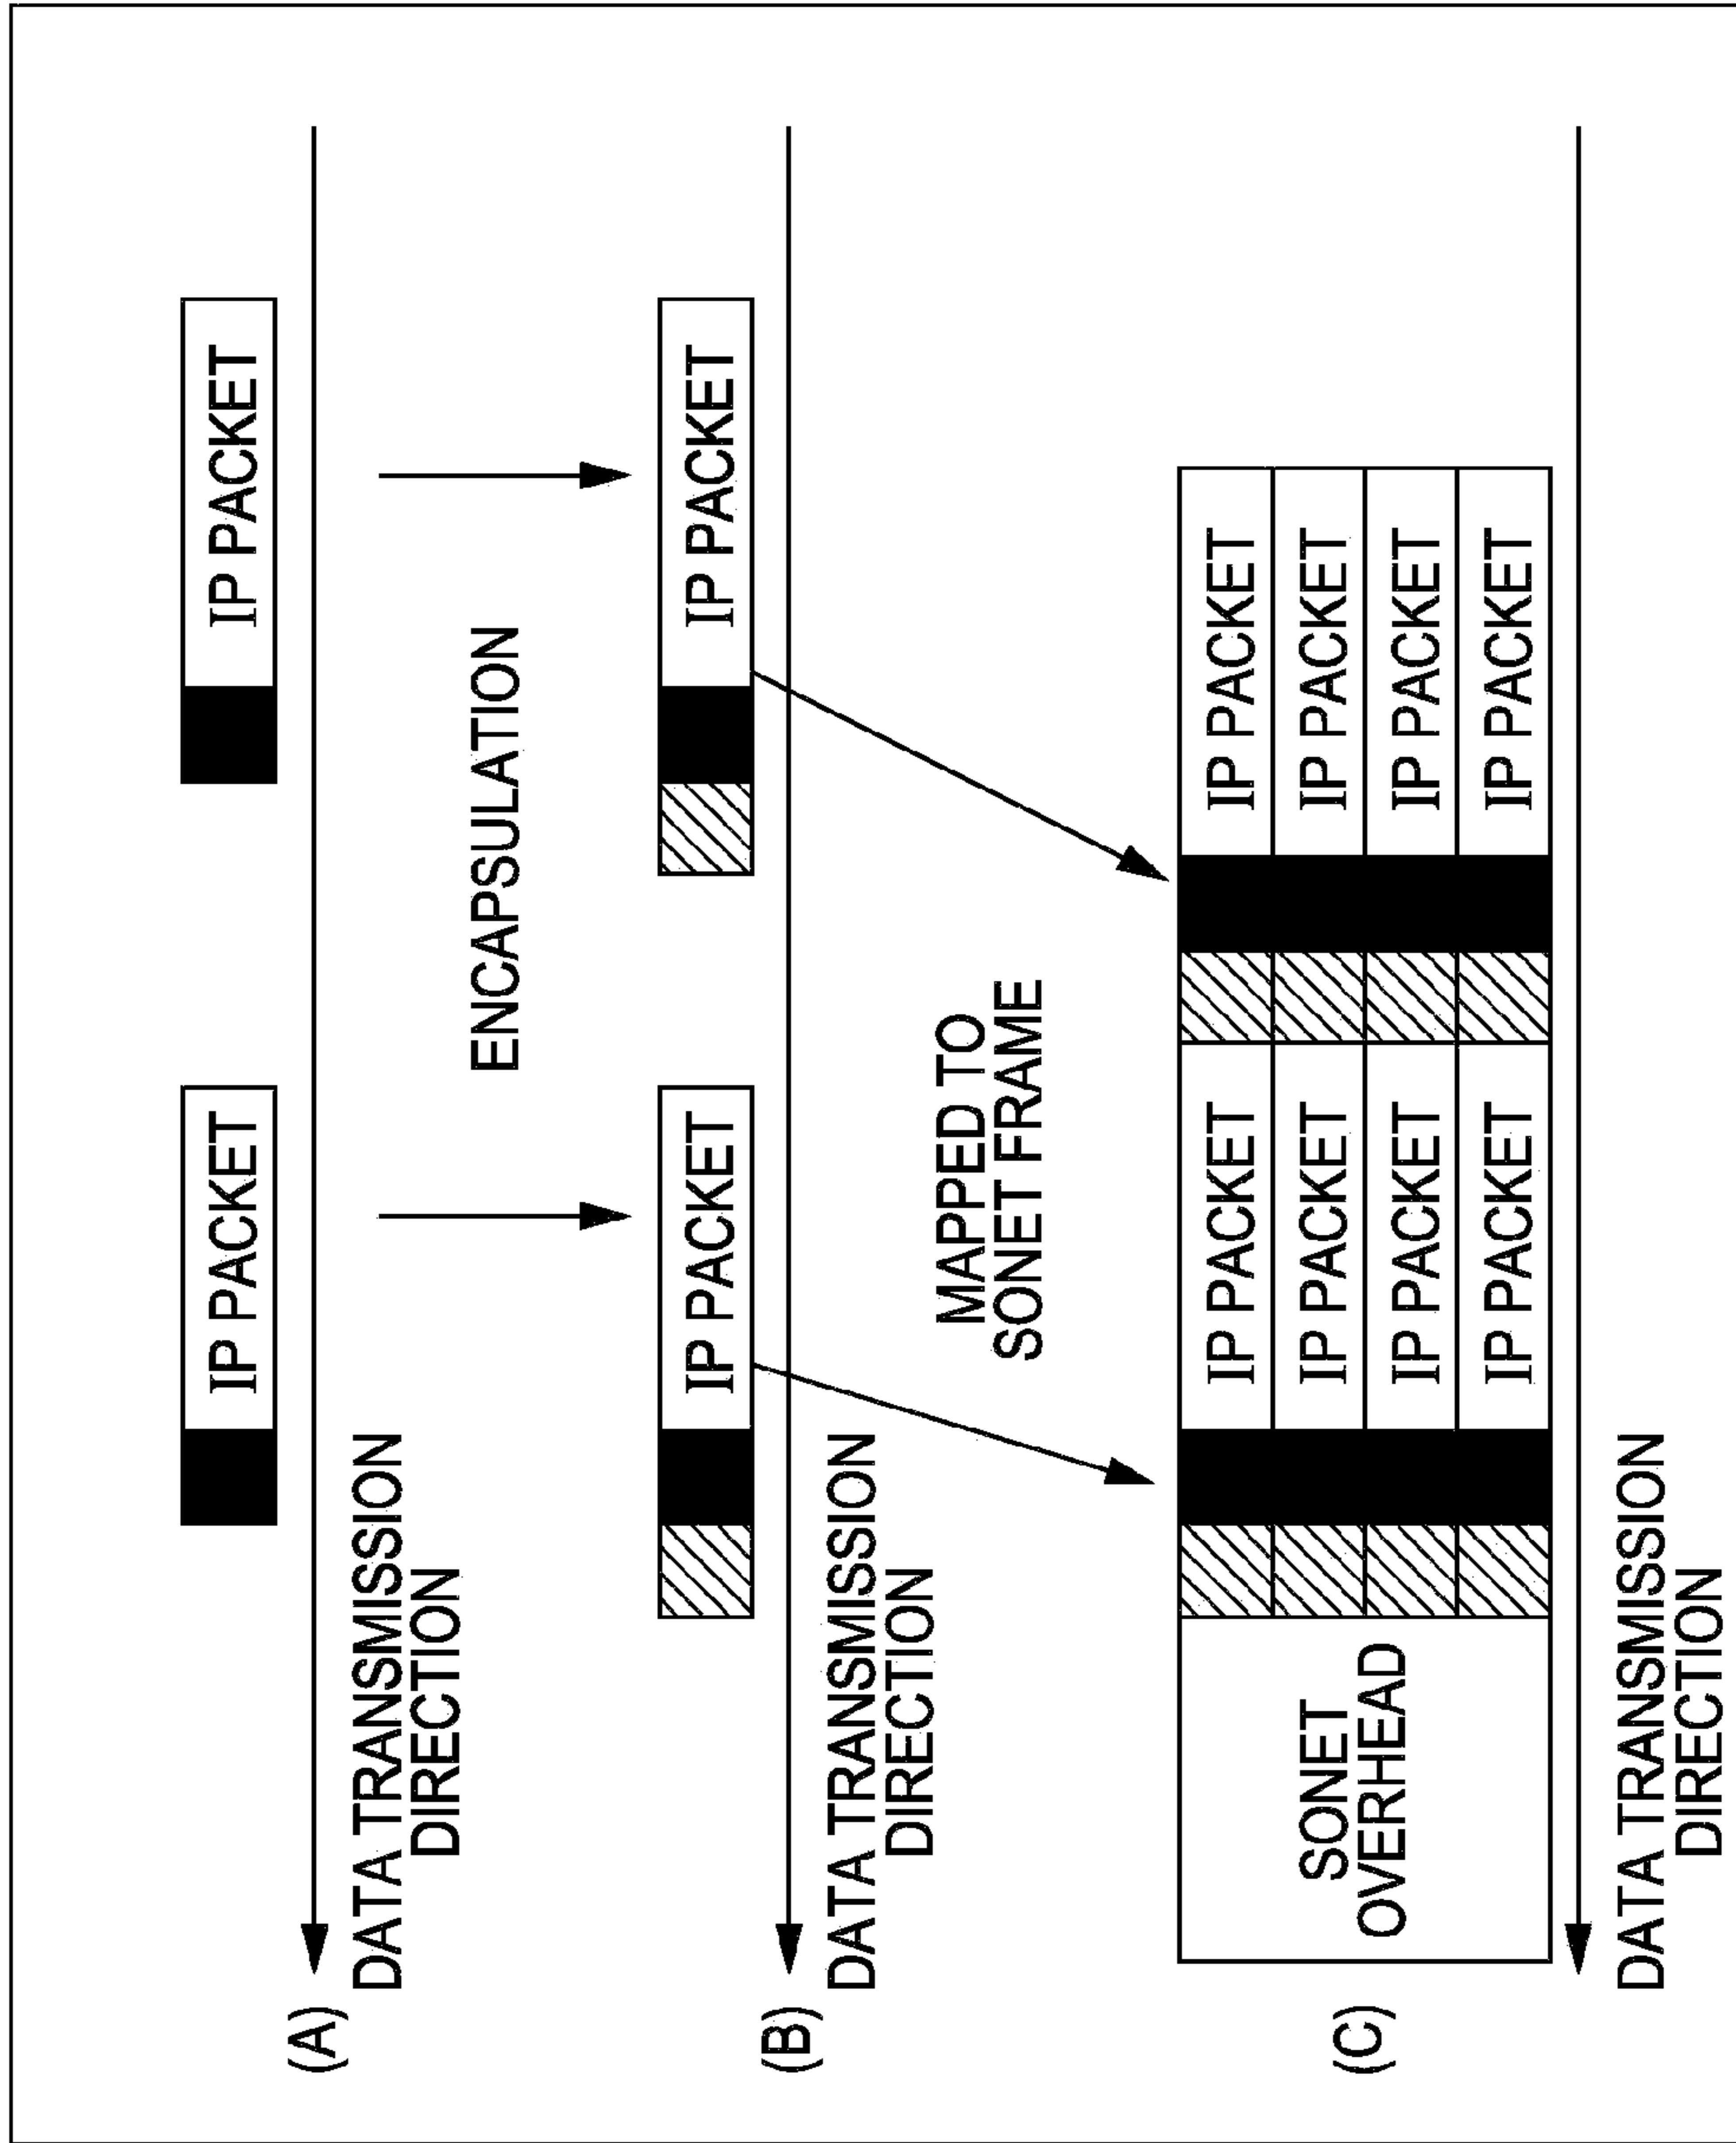 IP PACKET
IP PACKET
(A)
DATA TRANSMISSION
DIRECTION
ENCAPSULATION
IP PACKET
IP PACKET
(B)
DATA TRANSMISSION
DIRECTION
MAPPED TO
SONET FRAME
(C)
SONET
OVERHEAD
IP PACKET
IP PACKET
IP PACKET
IP PACKET
IP PACKET
IP PACKET
IP PACKET
IP PACKET
DATA TRANSMISSION
DIRECTION